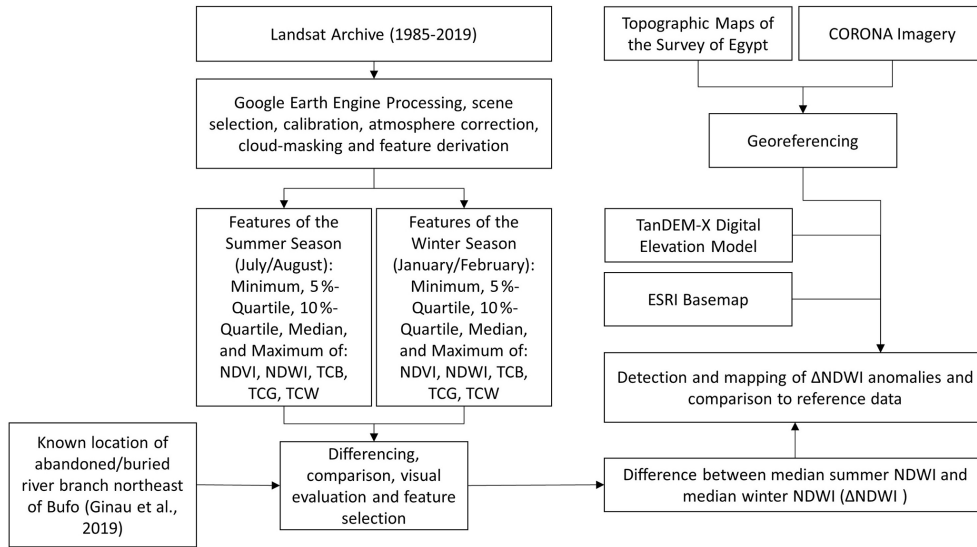 Landsat Archive (1985-2019)
Google Earth Engine Processing, scene
selection, calibration, atmosphere correction,
cloud-masking and feature derivation
Features of the
Summer Season
(July/August):
Minimum, 5%-
Quartile, 10%-
Quartile, Median,
and Maximum of:
NDVI, NDWI, TCB,
TCG, TCW
Features of the
Winter Season
(January/February):
Minimum, 5%-
Quartile, 10%-
Quartile, Median,
and Maximum of:
NDVI, NDWI, TCB,
TCG, TCW
Known location of
abandoned/buried
river branch northeast
of Bufo (Ginau et al.,
2019)
Differencing,
comparison, visual
evaluation and feature
selection
Topographic Maps of
the Survey of Egypt
CORONA Imagery
Georeferencing
TanDEM-X Digital
Elevation Model
ESRI Basemap
Detection and mapping of ΔNDWI anomalies and
comparison to reference data
Difference between median summer NDWI and
median winter NDWI (ΔNDWI )